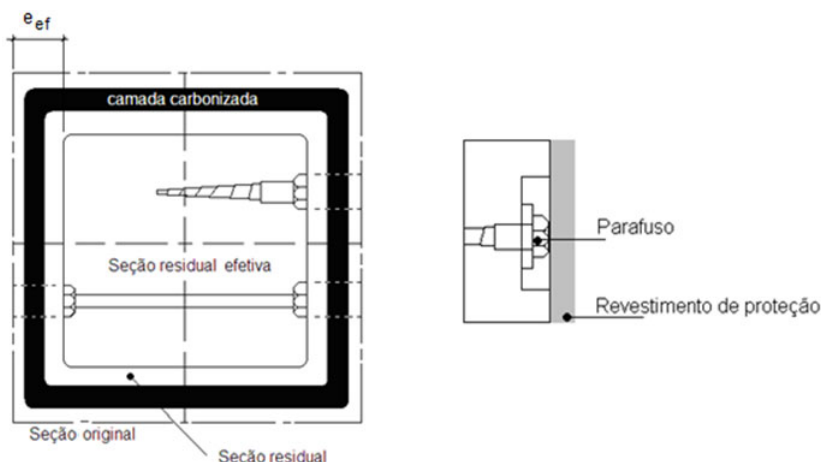 e ef
camada carbonizada
Seção residual efetiva
Seção original
Seção residual
Parafuso
Revestimento de proteção